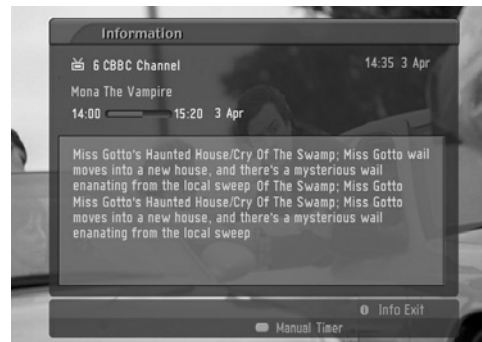 Information
6 CBBC Channel 14:35 3 Apr
Mona The Vampire
14:00 15:20 3 Apr
Miss Gotto's Haunted House/Cry Of The Swamp; Miss Gotto wail
moves into a new house, and there's a mysterious wail
enanating from the local sweep Of The Swamp; Miss Gotto
Miss Gotto's Haunted House/Cry Of The Swamp; Miss Gotto
moves into a new house, and there's a mysterious wail
enanating from the local sweep
i Info Exit
Manual Timer